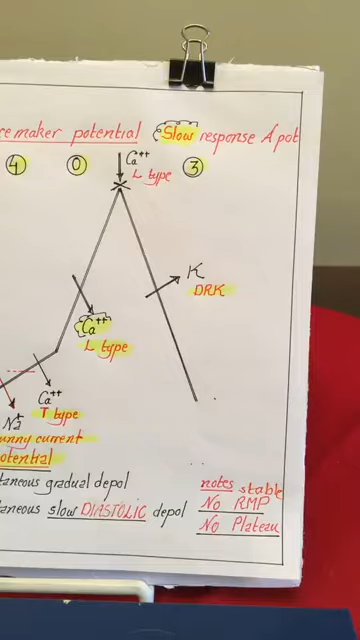 ce maker potential Slow response A pot
4 0 Ca++ 3
L type
K
DRK
Ca++
L type
Ca++
Na+ T type
unny current
otential
taneous gradual depol notes stable
No RMP
taneous slow DIASTOLIC depol No Plateau